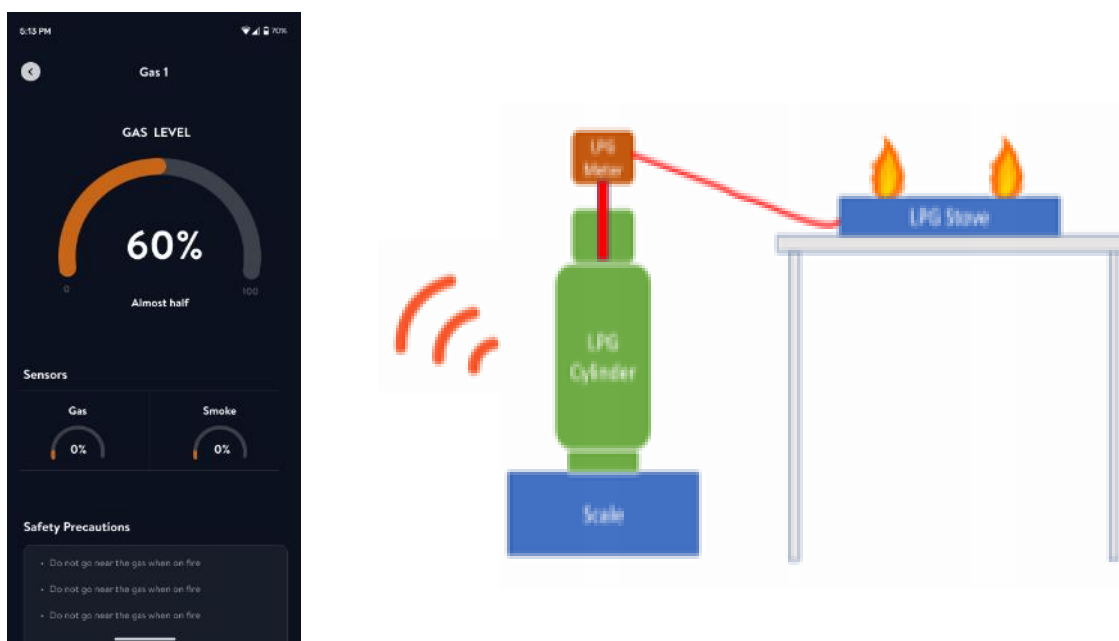 5:13 PM
70%
Gas 1
GAS LEVEL
60%
0
100
Almost half
Sensors
Gas
Smoke
0%
0%
Safety Precautions
• Do not go near the gas when on fire
• Do not go near the gas when on fire
• Do not go near the gas when on fire
LPG
Meter
LPG Stove
LPG
Cylinder
Scale